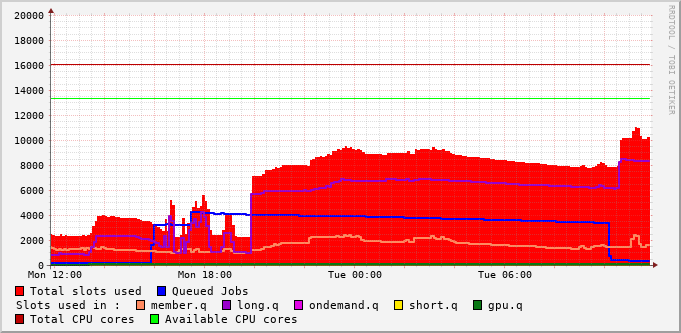 20000
18000
16000
14000
12000
10000
8000
6000
4000
2000
0
Mon 12:00 Mon 18:00 Tue 00:00 Tue 06:00
RRDTOOL / TOBI OETIKER
Total slots used Queued Jobs
Slots used in : member.q long.q ondemand.q short.q gpu.q
Total CPU cores Available CPU cores